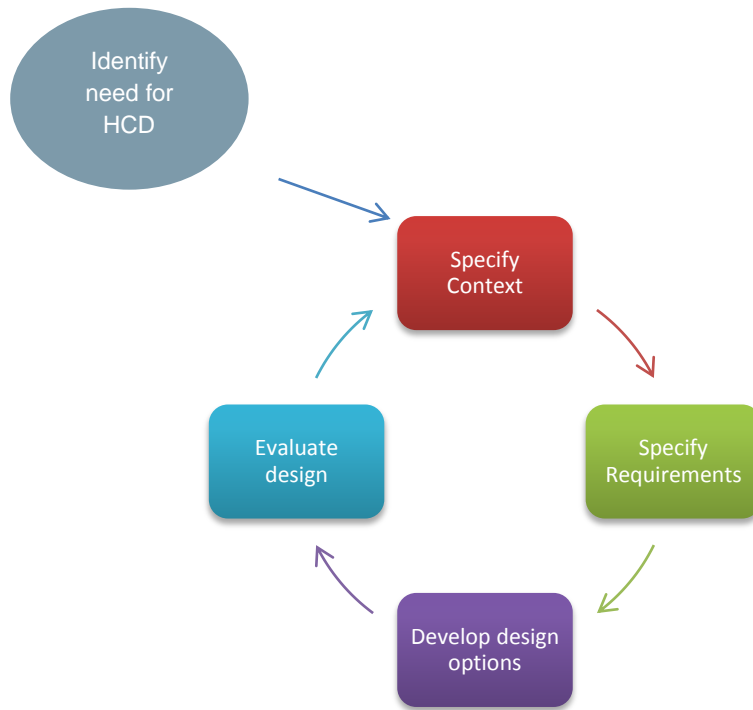 Identify
need for
HCD
Specify
Context
Specify
Requirements
Develop design
options
Evaluate
design